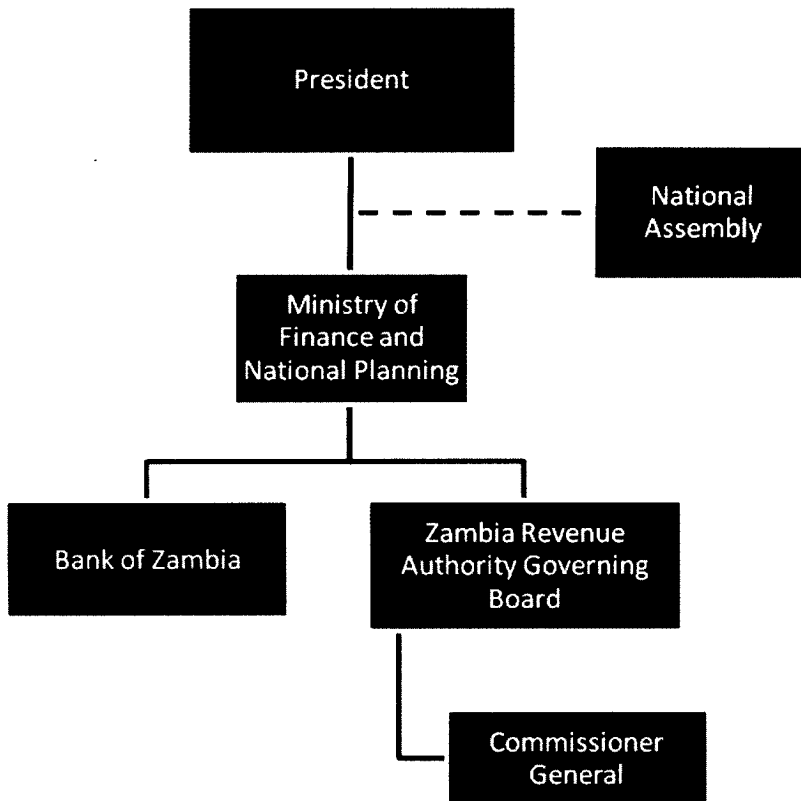 President
National
Assembly
Ministry of
Finance and
National Planning
Bank of Zambia
Zambia Revenue
Authority Governing
Board
Commissioner
General